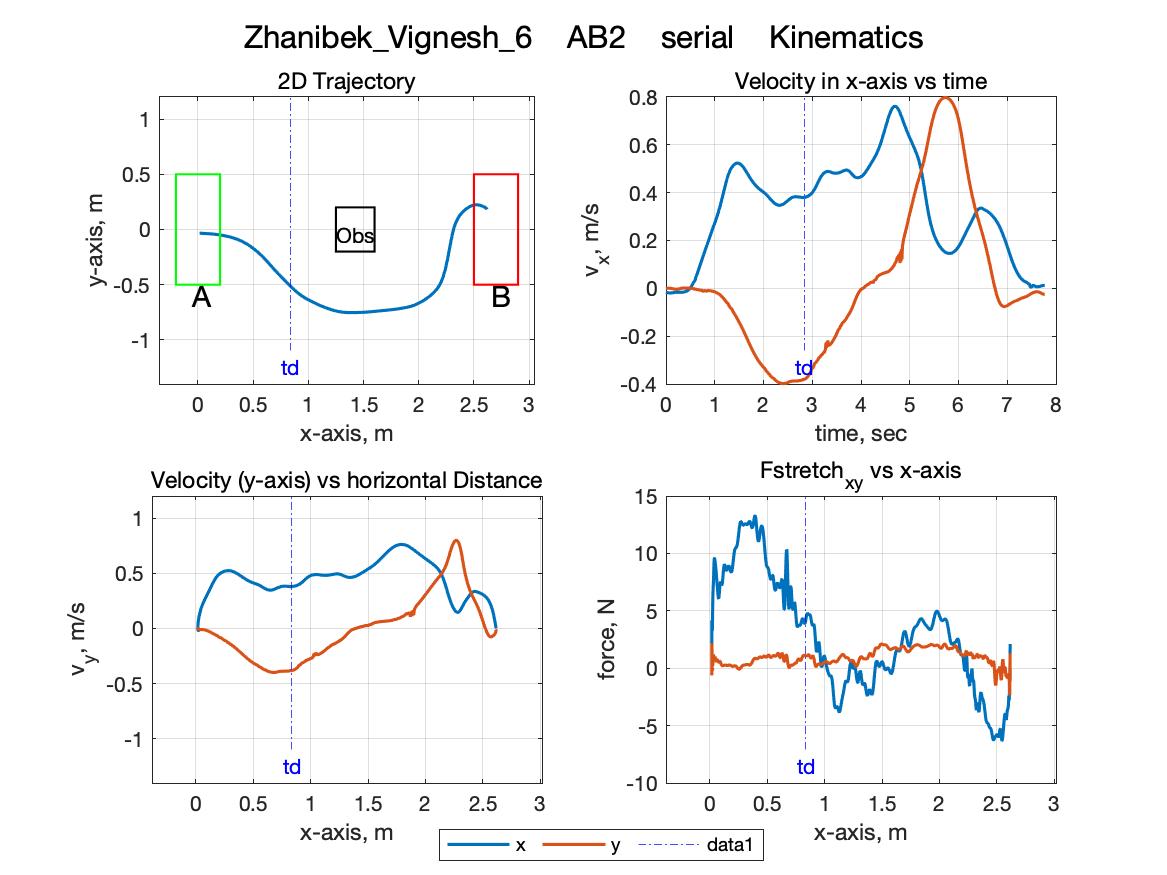 Zhanibek_Vignesh_6 AB2 serial Kinematics
2D Trajectory
y-axis, m
1
0.5
0
-0.5
-1
Obs
A
B
td
0 0.5 1 1.5 2 2.5 3
x-axis, m
Velocity in x-axis vs time
v_x, m/s
0.8
0.6
0.4
0.2
0
-0.2
-0.4
td
0 1 2 3 4 5 6 7 8
time, sec
Velocity (y-axis) vs horizontal Distance
v_y, m/s
1
0.5
0
-0.5
-1
td
0 0.5 1 1.5 2 2.5 3
x-axis, m
Fstretch_xy vs x-axis
force, N
15
10
5
0
-5
-10
td
0 0.5 1 1.5 2 2.5 3
x-axis, m
x y data1